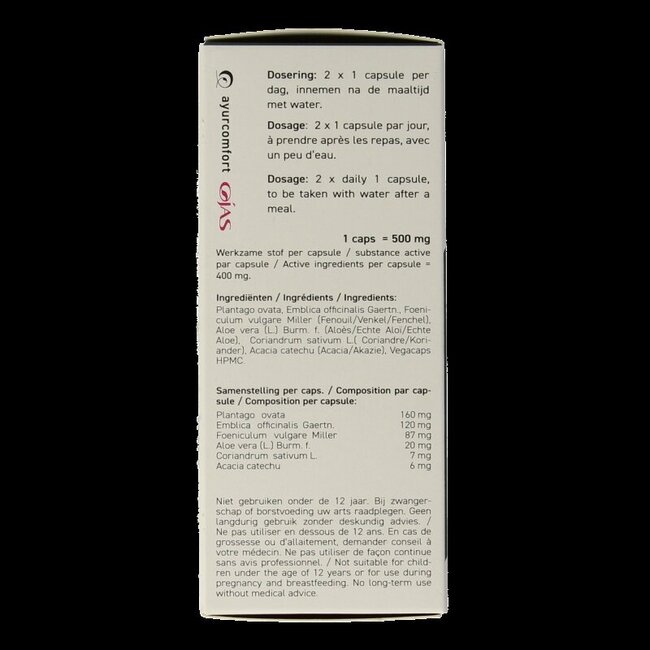 ayurcomfort OJAS
Dosering: 2 x 1 capsule per
dag, innemen na de maaltijd
met water.
Dosage: 2 x 1 capsule par jour,
à prendre après les repas, avec
un peu d'eau.
Dosage: 2 x daily 1 capsule,
to be taken with water after a
meal.
1 caps = 500 mg
Werkzame stof per capsule / substance active
par capsule / Active ingredients per capsule =
400 mg.
Ingrediënten / Ingrédients / Ingredients:
Plantago ovata, Emblica officinalis Gaertn., Foeni-
culum vulgare Miller (Fenouil/Venkel/Fenchel),
Aloe vera (L.) Burm. f. (Aloès/Echte Aloï/Echte
Aloe), Coriandrum sativum L.( Coriandre/Kori-
ander), Acacia catechu (Acacia/Akazie), Vegacaps
HPMC.
Samenstelling per caps. / Composition par cap-
sule / Composition per capsule:
Plantago ovata 160 mg
Emblica officinalis Gaertn. 120 mg
Foeniculum vulgare Miller 87 mg
Aloe vera (L.) Burm. f. 20 mg
Coriandrum sativum L. 7 mg
Acacia catechu 6 mg
Niet gebruiken onder de 12 jaar. Bij zwanger-
schap of borstvoeding uw arts raadplegen. Geen
langdurig gebruik zonder deskundig advies. /
Ne pas utiliser en dessous de 12 ans. En cas de
grossesse ou d'allaitement, demander conseil à
votre médecin. Ne pas utiliser de façon continue
sans avis professionnel. / Not suitable for child-
ren under the age of 12 years or for use during
pregnancy and breastfeeding. No long-term use
without medical advice.